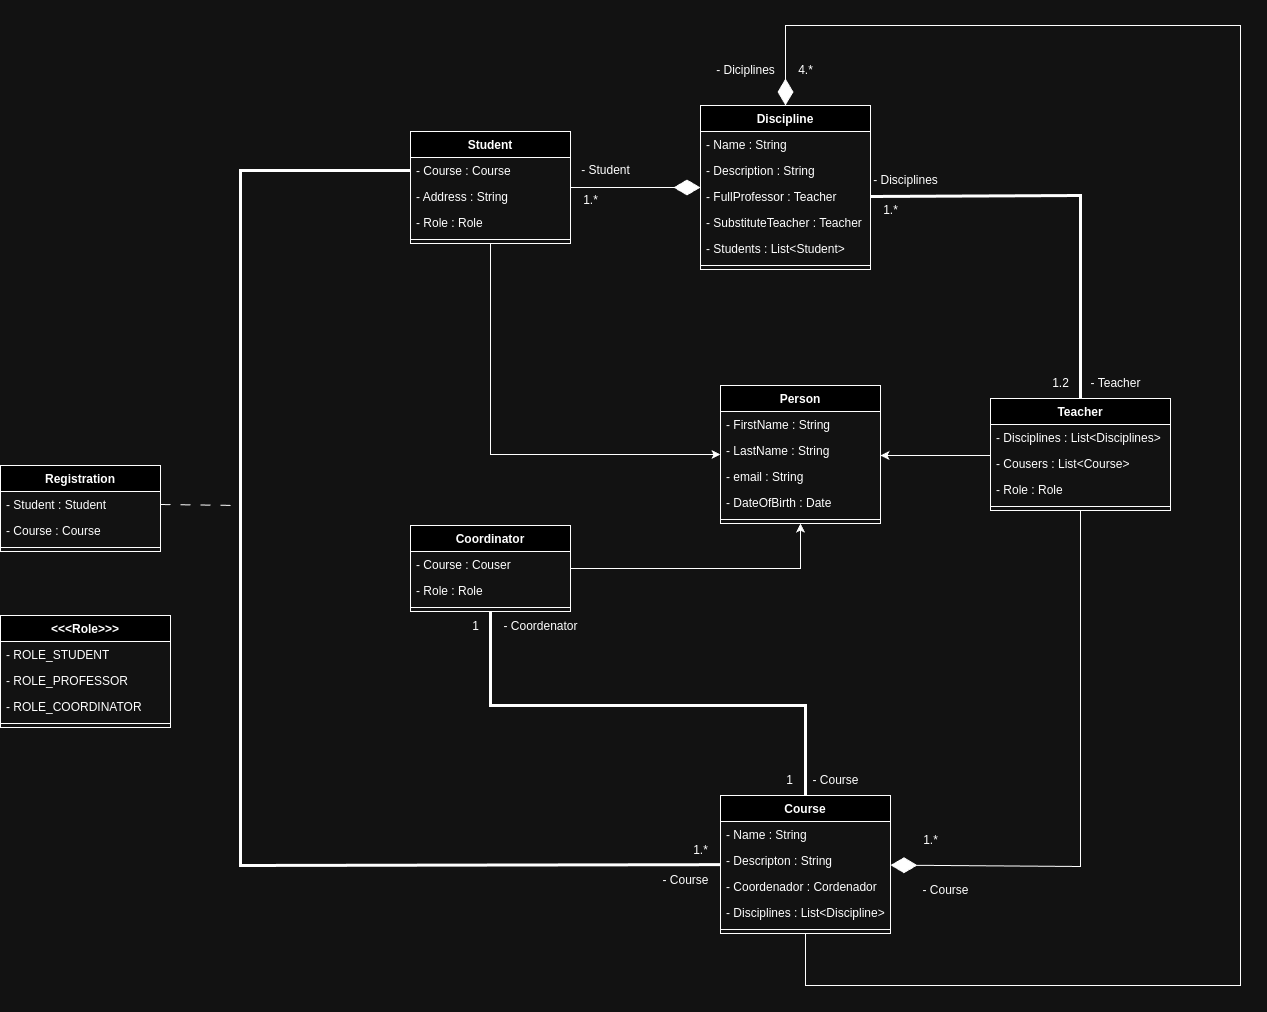 - Diciplines
4.*
Discipline
- Name : String
- Description : String
- FullProfessor : Teacher
- SubstituteTeacher : Teacher
- Students : List<Student>
Student
- Course : Course
- Address : String
- Role : Role
- Student
1.*
- Disciplines
1.*
1.2
- Teacher
Person
- FirstName : String
- LastName : String
- email : String
- DateOfBirth : Date
Teacher
- Disciplines : List<Disciplines>
- Cousers : List<Course>
- Role : Role
Registration
- Student : Student
- Course : Course
Coordinator
- Course : Couser
- Role : Role
1
- Coordenator
<<<Role>>>
- ROLE_STUDENT
- ROLE_PROFESSOR
- ROLE_COORDINATOR
1
- Course
Course
- Name : String
- Descripton : String
- Coordenador : Cordenador
- Disciplines : List<Discipline>
1.*
- Course
1.*
- Course